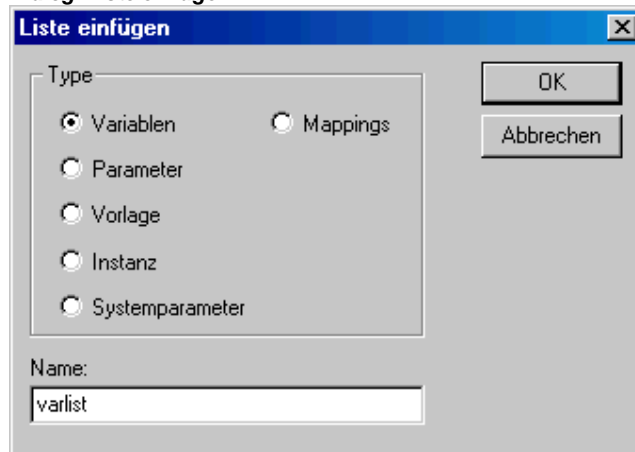 Liste einfügen
Type
Variablen
Mappings
Parameter
Vorlage
Instanz
Systemparameter
OK
Abbrechen
Name:
varlist